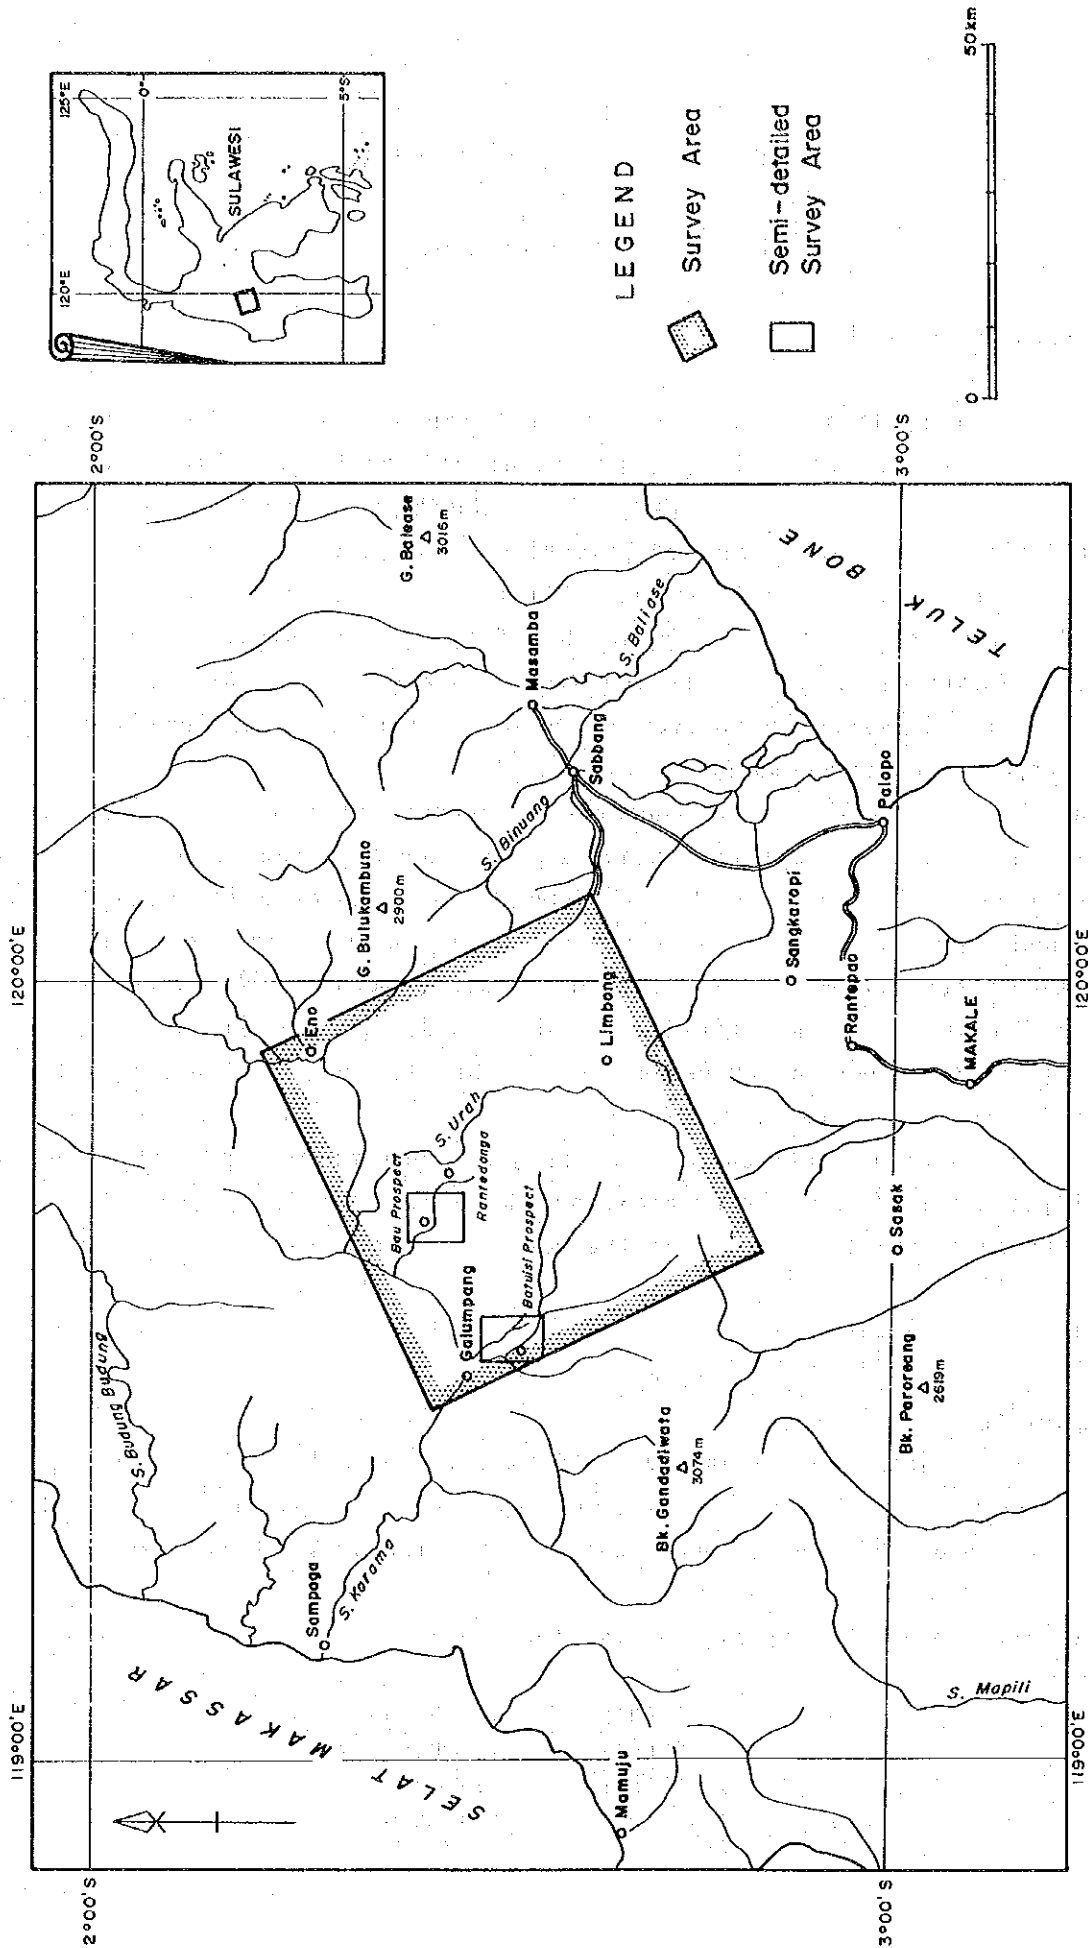 119°00'E
120°00'E
2°00'S
2°00'S
SELAT MAKASSAR
S. Budung Budung
Sampaga
S. Karama
Galumpang
Bau Prospect
S. Urah
Rantedonga
Batuisi Prospect
Eno
G. Bulukambuno
2900m
G. Balease
3016m
Masamba
S. Binuang
Sabbang
S. Baliase
Limbong
Mamuju
Bk. Gandadiwata
3074m
Sangkaropi
TELUK BONE
3°00'S
3°00'S
Sasak
Bk. Paroreang
2619m
Rantepao
Palopo
MAKALE
S. Mapili
119°00'E
120°00'E
120°E
125°E
0°
SULAWESI
5°S
LEGEND
Survey Area
Semi-detailed
Survey Area
0
50km